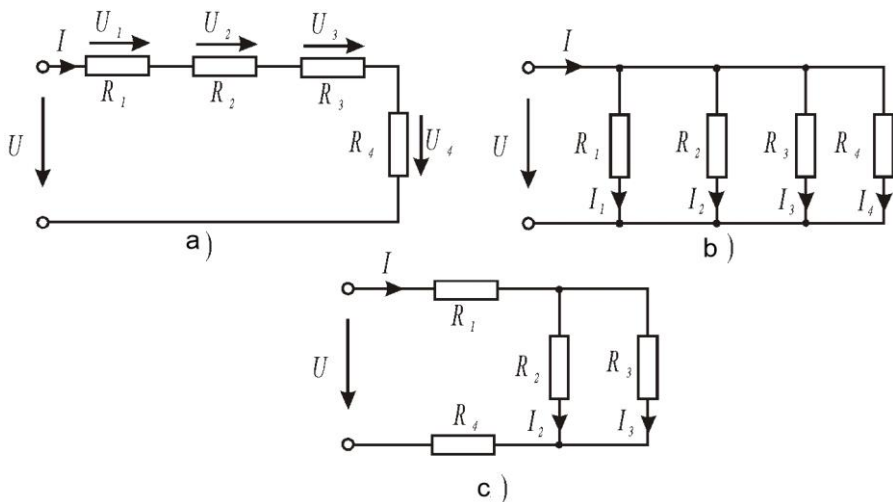 I U₁ U₂ U₃
R₁ R₂ R₃
U R₄ U₄
a)
I
U R₁ R₂ R₃ R₄
I₁ I₂ I₃ I₄
b)
I
R₁
U R₂ R₃
R₄ I₂ I₃
c)